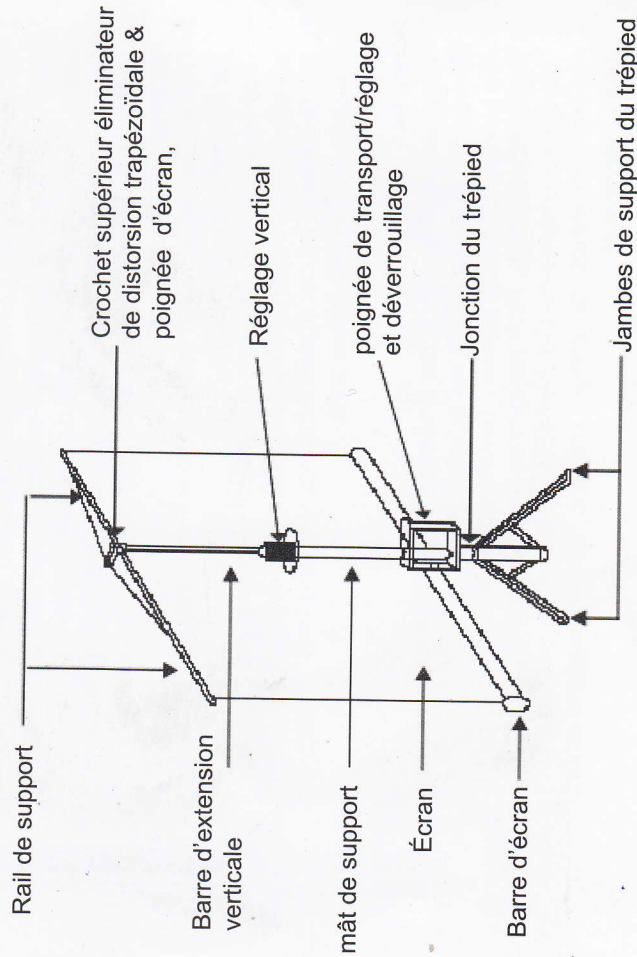 Rail de support
Barre d'extension
verticale
mât de support
Écran
Barre d'écran
Crochet supérieur éliminateur
de distorsion trapézoïdale &
poignée d'écran,
Réglage vertical
poignée de transport/réglage
et déverrouillage
Jonction du trépied
Jambes de support du trépied